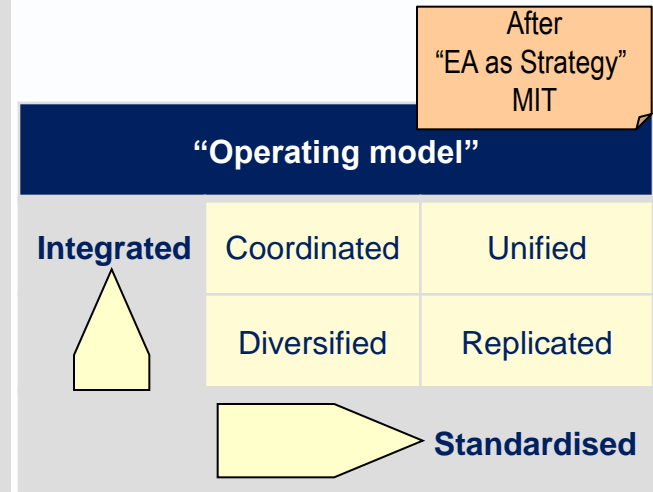 After
“EA as Strategy”
MIT
“Operating model”
Integrated
Coordinated
Unified
Diversified
Replicated
Standardised